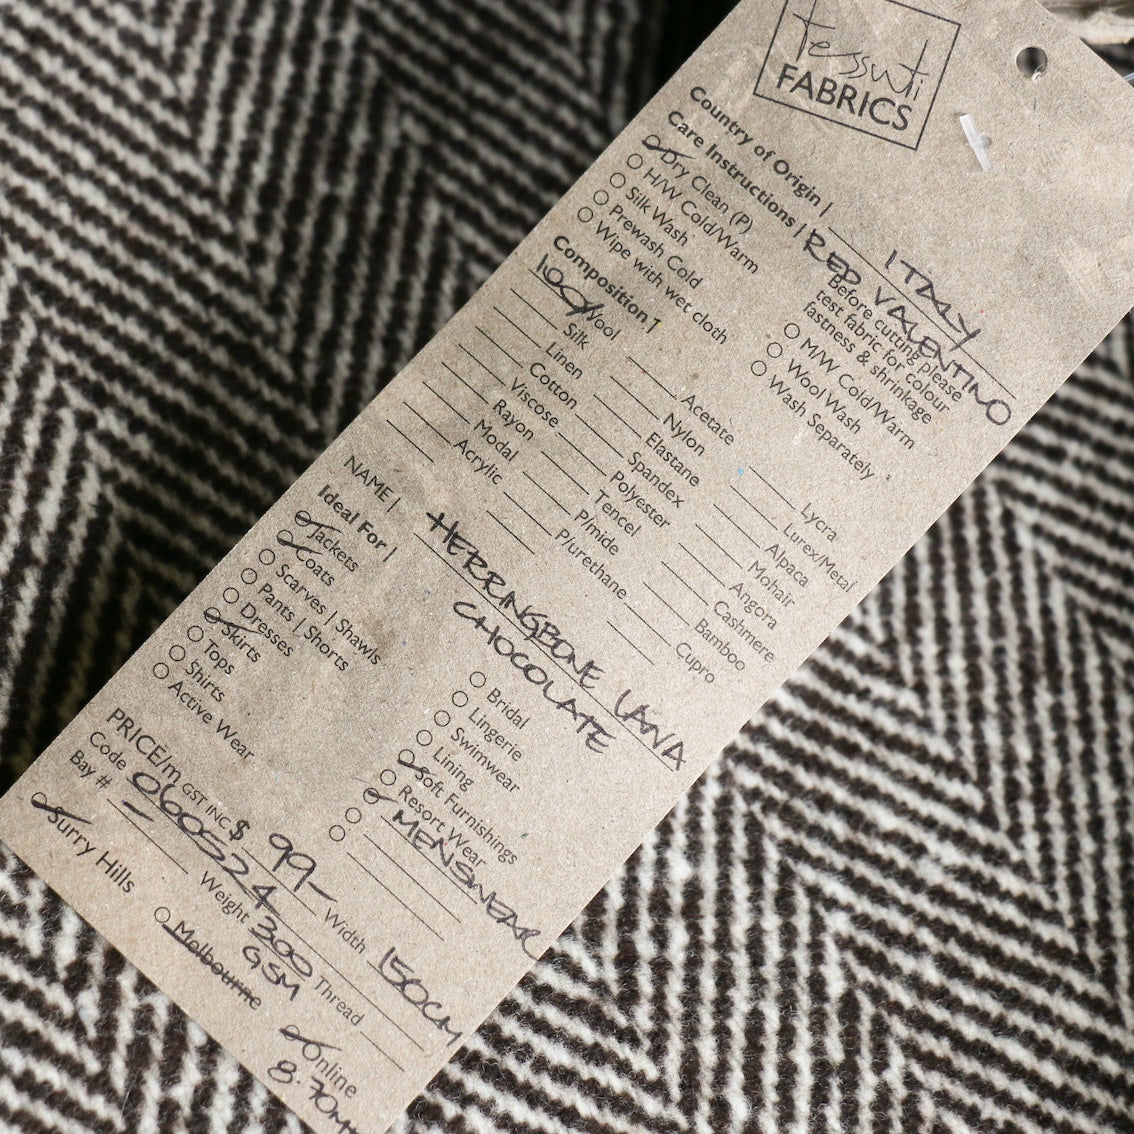 Tessuti
FABRICS
Country of Origin | ITALY
RED VALENTINO
Care Instructions |
Dry Clean (P)
H/W Cold/Warm
Silk Wash
Prewash Cold
Wipe with wet cloth
Before cutting please
test fabric for colour
fastness & shrinkage
M/W Cold/Warm
Wool Wash
Wash Separately
Composition |
100% Wool
Silk
Linen
Cotton
Viscose
Rayon
Modal
Acrylic
Acetate
Nylon
Elastane
Spandex
Polyester
Tencel
P/mide
P/urethane
Lycra
Lurex/Metal
Alpaca
Mohair
Angora
Cashmere
Bamboo
Cupro
NAME | HERRINGBONE LANA
CHOCOLATE
Ideal For |
Jackets
Coats
Scarves | Shawls
Pants | Shorts
Dresses
Skirts
Tops
Shirts
Active Wear
Bridal
Lingerie
Swimwear
Lining
Soft Furnishings
Resort Wear
MENSWEAR
PRICE/m GST INC $ 99- Width 150CM
Code 060524 Weight 300 GSM Thread
Bay #
Surry Hills
Melbourne
Online
8.70m